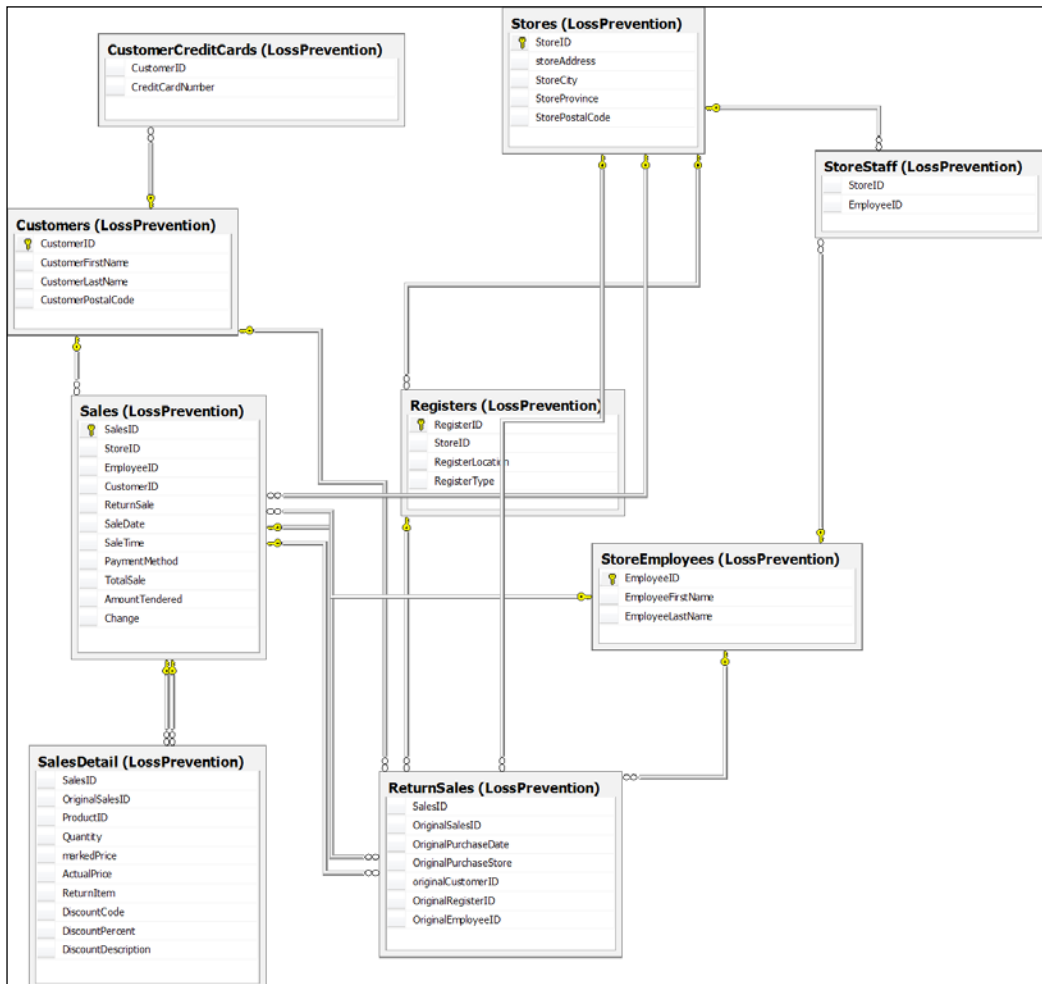 CustomerCreditCards (LossPrevention)
CustomerID
CreditCardNumber
Stores (LossPrevention)
StoreID
storeAddress
StoreCity
StoreProvince
StorePostalCode
StoreStaff (LossPrevention)
StoreID
EmployeeID
Customers (LossPrevention)
CustomerID
CustomerFirstName
CustomerLastName
CustomerPostalCode
Sales (LossPrevention)
SalesID
StoreID
EmployeeID
CustomerID
ReturnSale
SaleDate
SaleTime
PaymentMethod
TotalSale
AmountTendered
Change
Registers (LossPrevention)
RegisterID
StoreID
RegisterLocation
RegisterType
StoreEmployees (LossPrevention)
EmployeeID
EmployeeFirstName
EmployeeLastName
SalesDetail (LossPrevention)
SalesID
OriginalSalesID
ProductID
Quantity
markedPrice
ActualPrice
ReturnItem
DiscountCode
DiscountPercent
DiscountDescription
ReturnSales (LossPrevention)
SalesID
OriginalSalesID
OriginalPurchaseDate
OriginalPurchaseStore
originalCustomerID
OriginalRegisterID
OriginalEmployeeID